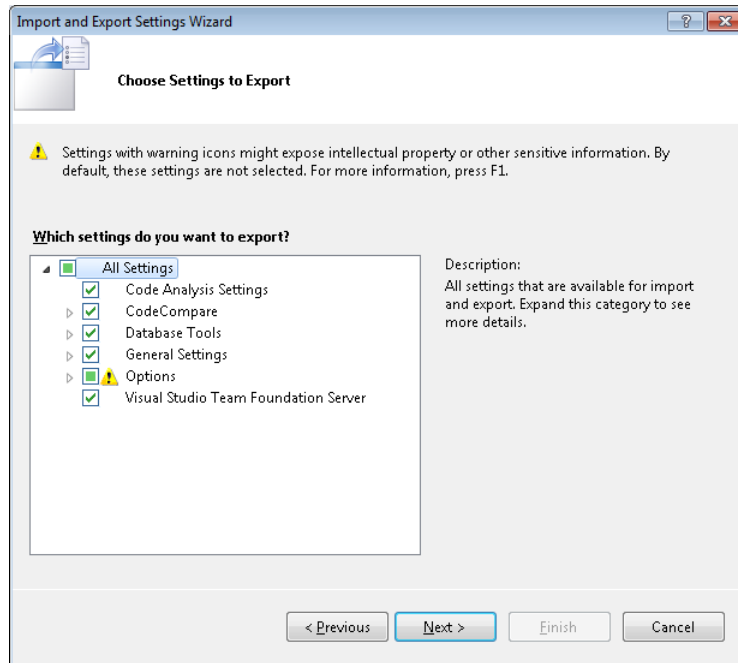 Import and Export Settings Wizard
Choose Settings to Export
Settings with warning icons might expose intellectual property or other sensitive information. By
default, these settings are not selected. For more information, press F1.
Which settings do you want to export?
All Settings
Code Analysis Settings
CodeCompare
Database Tools
General Settings
Options
Visual Studio Team Foundation Server
Description:
All settings that are available for import
and export. Expand this category to see
more details.
< Previous
Next >
Finish
Cancel